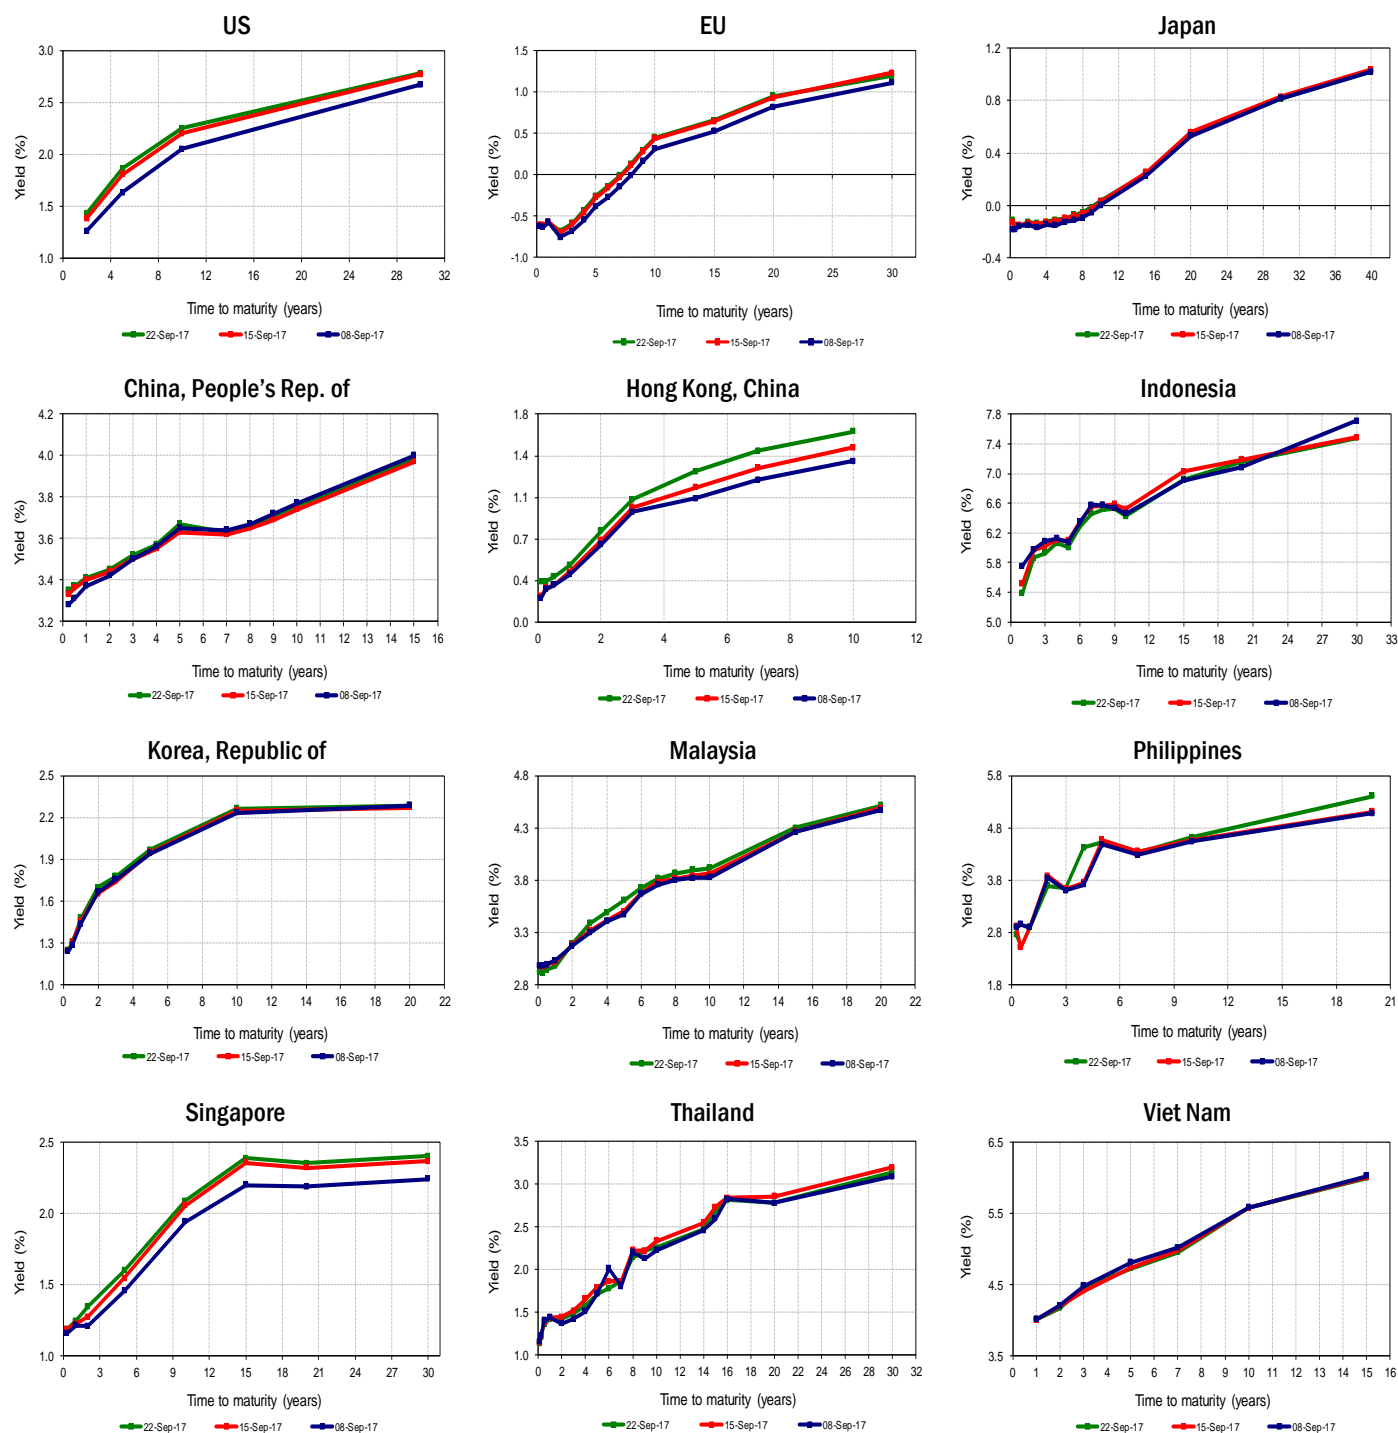 US
3.0
2.5
2.0
1.5
1.0
Yield (%)
0 4 8 12 16 20 24 28 32
Time to maturity (years)
22-Sep-17 15-Sep-17 08-Sep-17
EU
1.5
1.0
0.5
0.0
-0.5
-1.0
Yield (%)
0 5 10 15 20 25 30
Time to maturity (years)
22-Sep-17 15-Sep-17 08-Sep-17
Japan
1.2
0.8
0.4
0.0
-0.4
Yield (%)
0 4 8 12 16 20 24 28 32 36 40
Time to maturity (years)
22-Sep-17 15-Sep-17 08-Sep-17
China, People's Rep. of
4.2
4.0
3.8
3.6
3.4
3.2
Yield (%)
0 1 2 3 4 5 6 7 8 9 10 11 12 13 14 15 16
Time to maturity (years)
22-Sep-17 15-Sep-17 08-Sep-17
Hong Kong, China
1.8
1.4
1.1
0.7
0.4
0.0
Yield (%)
0 2 4 6 8 10 12
Time to maturity (years)
22-Sep-17 15-Sep-17 08-Sep-17
Indonesia
7.8
7.4
7.0
6.6
6.2
5.8
5.4
5.0
Yield (%)
0 3 6 9 12 15 18 21 24 27 30 33
Time to maturity (years)
22-Sep-17 15-Sep-17 08-Sep-17
Korea, Republic of
2.5
2.2
1.9
1.6
1.3
1.0
Yield (%)
0 2 4 6 8 10 12 14 16 18 20 22
Time to maturity (years)
22-Sep-17 15-Sep-17 08-Sep-17
Malaysia
4.8
4.3
3.8
3.3
2.8
Yield (%)
0 2 4 6 8 10 12 14 16 18 20 22
Time to maturity (years)
22-Sep-17 15-Sep-17 08-Sep-17
Philippines
5.8
4.8
3.8
2.8
1.8
Yield (%)
0 3 6 9 12 15 18 21
Time to maturity (years)
22-Sep-17 15-Sep-17 08-Sep-17
Singapore
2.5
2.0
1.5
1.0
Yield (%)
0 3 6 9 12 15 18 21 24 27 30
Time to maturity (years)
22-Sep-17 15-Sep-17 08-Sep-17
Thailand
3.5
3.0
2.5
2.0
1.5
1.0
Yield (%)
0 2 4 6 8 10 12 14 16 18 20 22 24 26 28 30 32
Time to maturity (years)
22-Sep-17 15-Sep-17 08-Sep-17
Viet Nam
6.5
5.5
4.5
3.5
Yield (%)
0 1 2 3 4 5 6 7 8 9 10 11 12 13 14 15 16
Time to maturity (years)
22-Sep-17 15-Sep-17 08-Sep-17